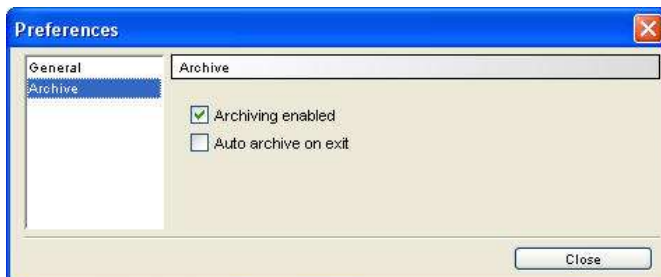 Preferences
General
Archive
Archive
Archiving enabled
Auto archive on exit
Close